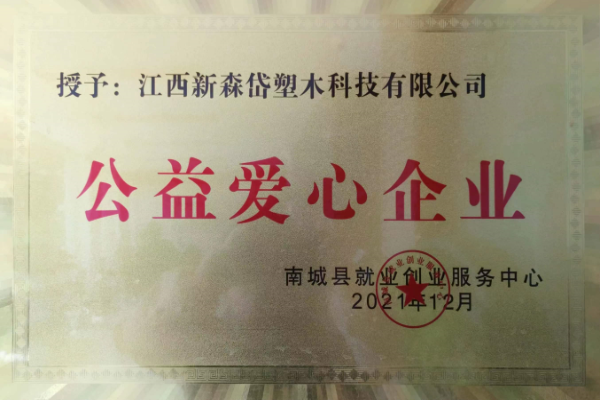 授予：江西新森岱塑木科技有限公司
公益爱心企业
南城县就业创业服务中心
2021年12月